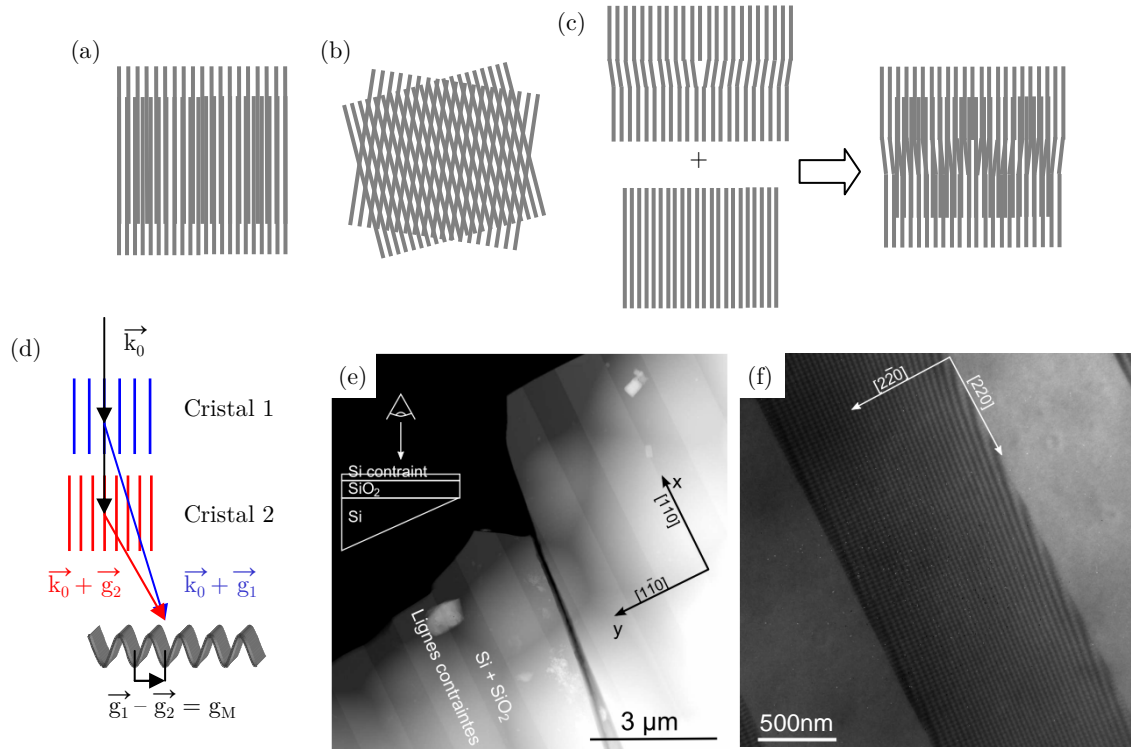 (a)
(b)
(c)
+
(d)
k₀
Cristal 1
Cristal 2
k₀ + g₂
k₀ + g₁
g₁ − g₂ = g_M
(e)
Si contraint
SiO₂
Si
x
[110]
[11̅0]
y
Lignes contraintes
Si + SiO₂
3 µm
(f)
[22̅0]
[220]
500nm